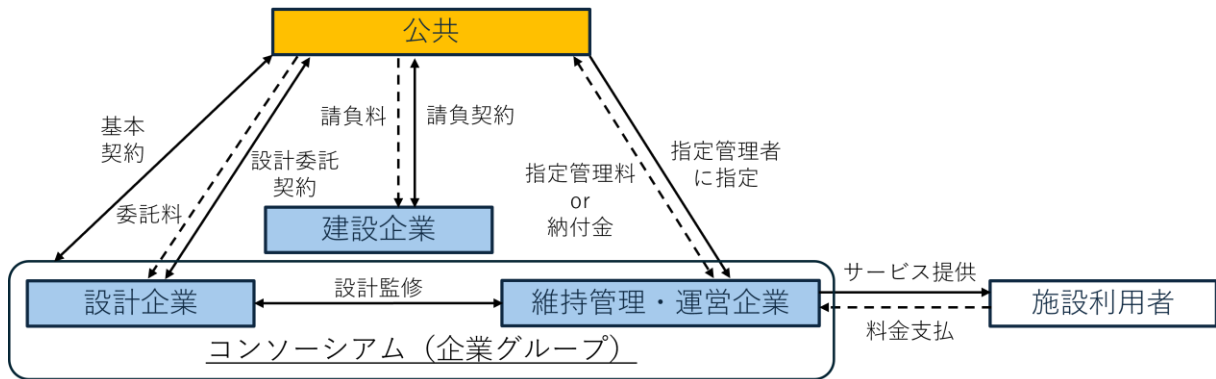 公共
基本
契約
委託料
設計委託
契約
請負料
請負契約
指定管理料
or
納付金
指定管理者
に指定
建設企業
設計企業
設計監修
維持管理・運営企業
サービス提供
料金支払
施設利用者
コンソーシアム（企業グループ）